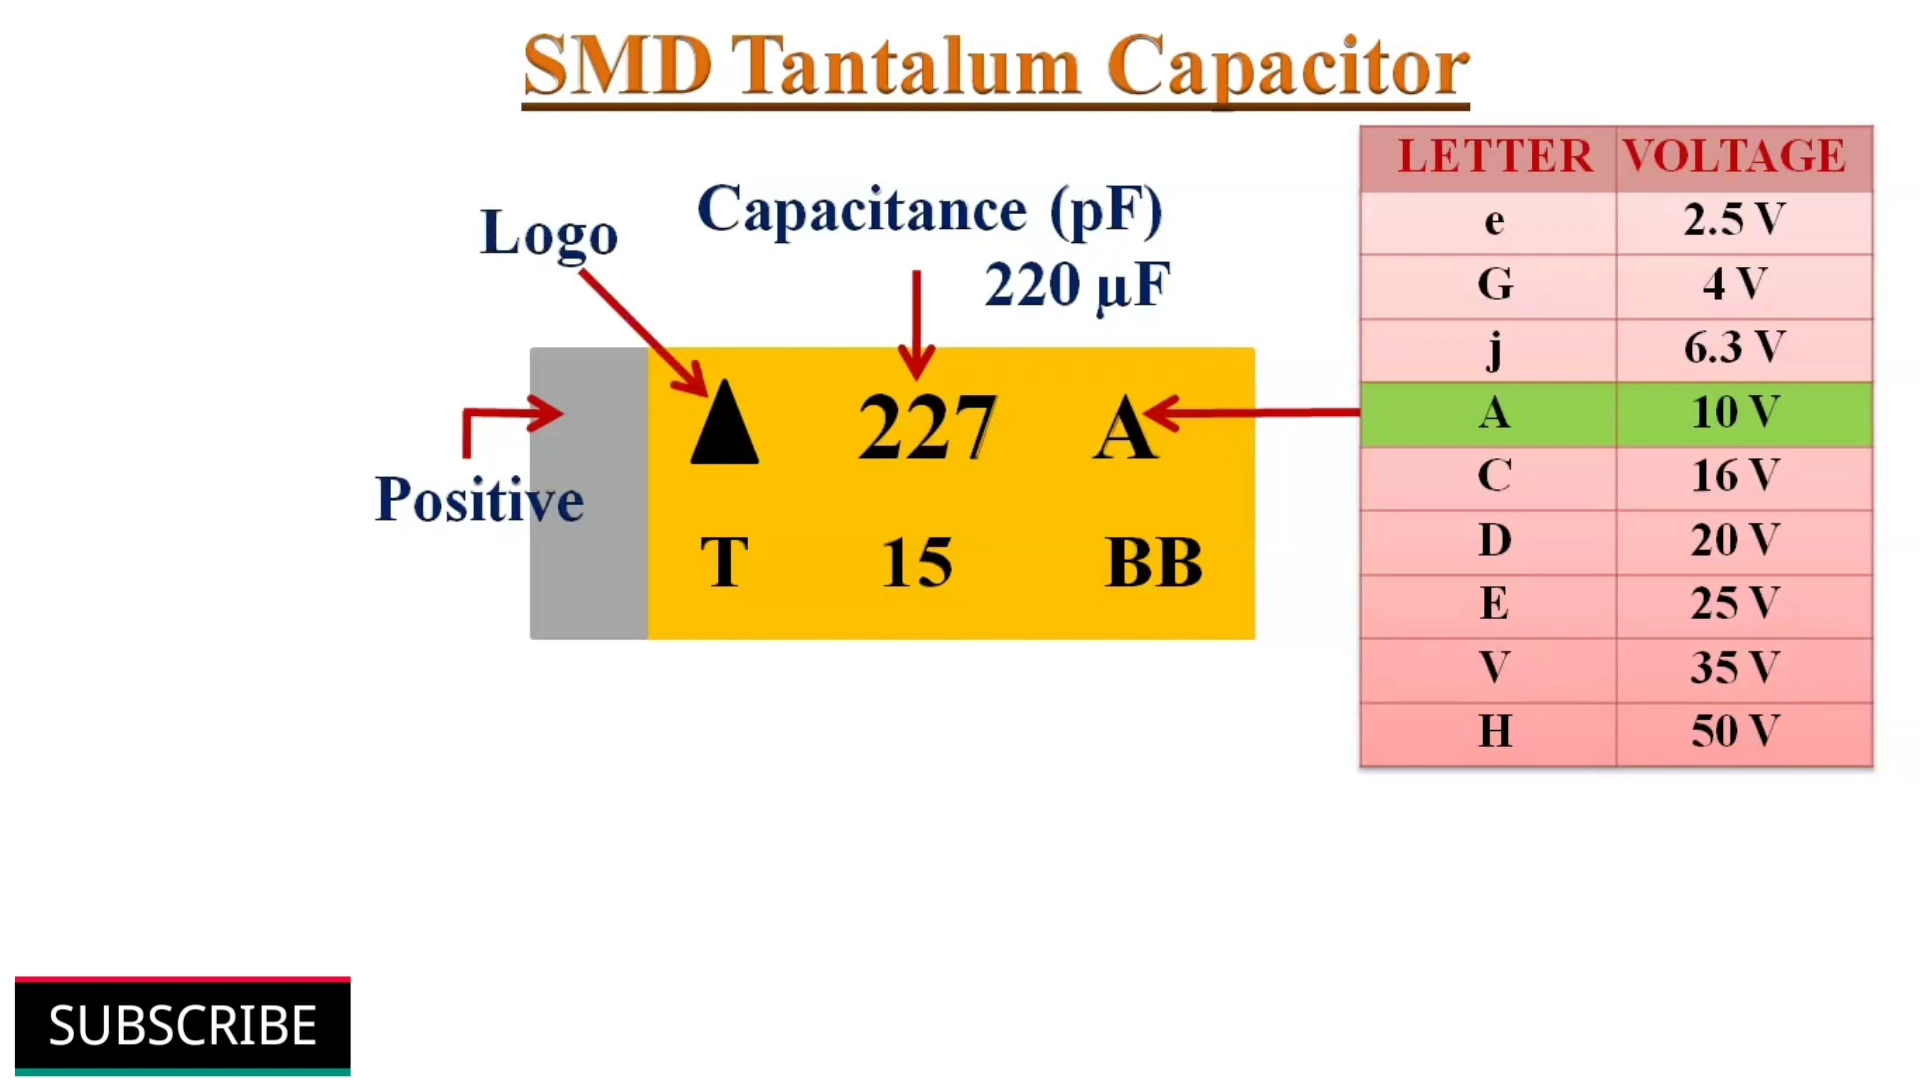 SMD Tantalum Capacitor
Logo
Capacitance (pF)
220 µF
Positive
227 A
T 15 BB
LETTER VOLTAGE
e 2.5 V
G 4 V
j 6.3 V
A 10 V
C 16 V
D 20 V
E 25 V
V 35 V
H 50 V
SUBSCRIBE